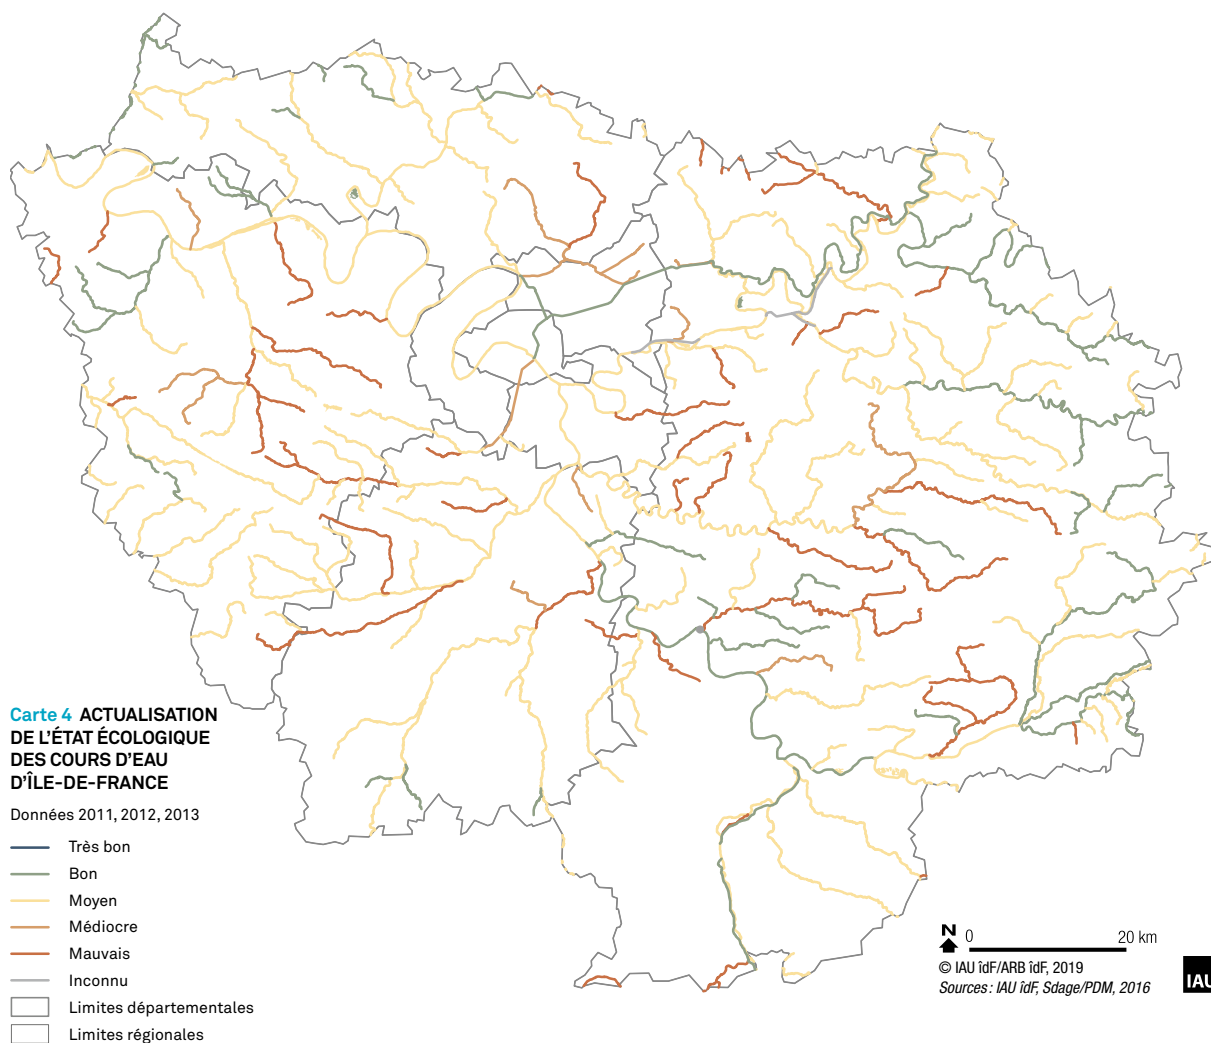 Carte 4 ACTUALISATION
DE L'ÉTAT ÉCOLOGIQUE
DES COURS D'EAU
D'ÎLE-DE-FRANCE
Données 2011, 2012, 2013
Très bon
Bon
Moyen
Médiocre
Mauvais
Inconnu
Limites départementales
Limites régionales
N 0 20 km
© IAU îdF/ARB îdF, 2019
Sources : IAU îdF, Sdage/PDM, 2016
IAU